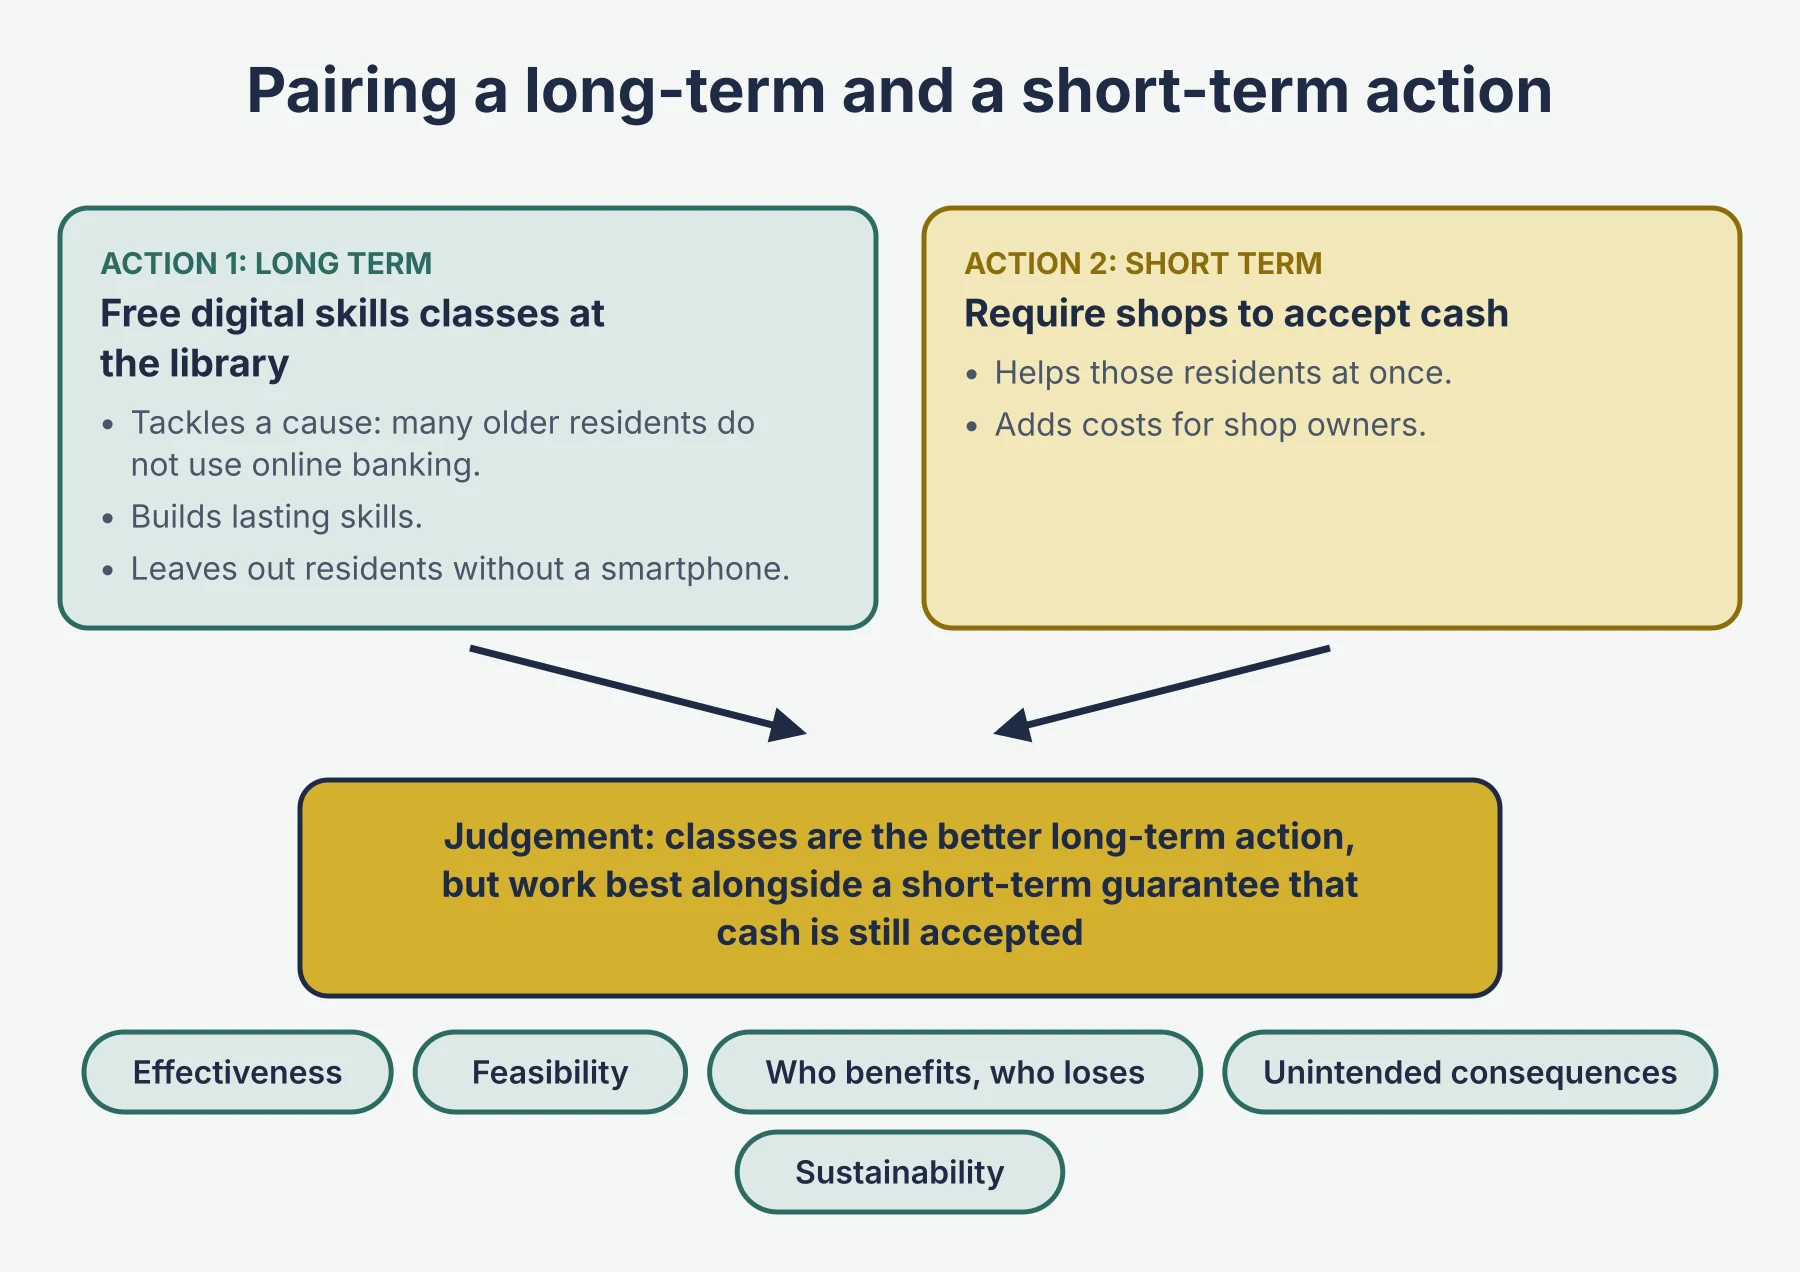 Pairing a long-term and a short-term action
ACTION 1: LONG TERM
Free digital skills classes at
the library
• Tackles a cause: many older residents do
not use online banking.
• Builds lasting skills.
• Leaves out residents without a smartphone.
ACTION 2: SHORT TERM
Require shops to accept cash
• Helps those residents at once.
• Adds costs for shop owners.
Judgement: classes are the better long-term action,
but work best alongside a short-term guarantee that
cash is still accepted
Effectiveness
Feasibility
Who benefits, who loses
Unintended consequences
Sustainability